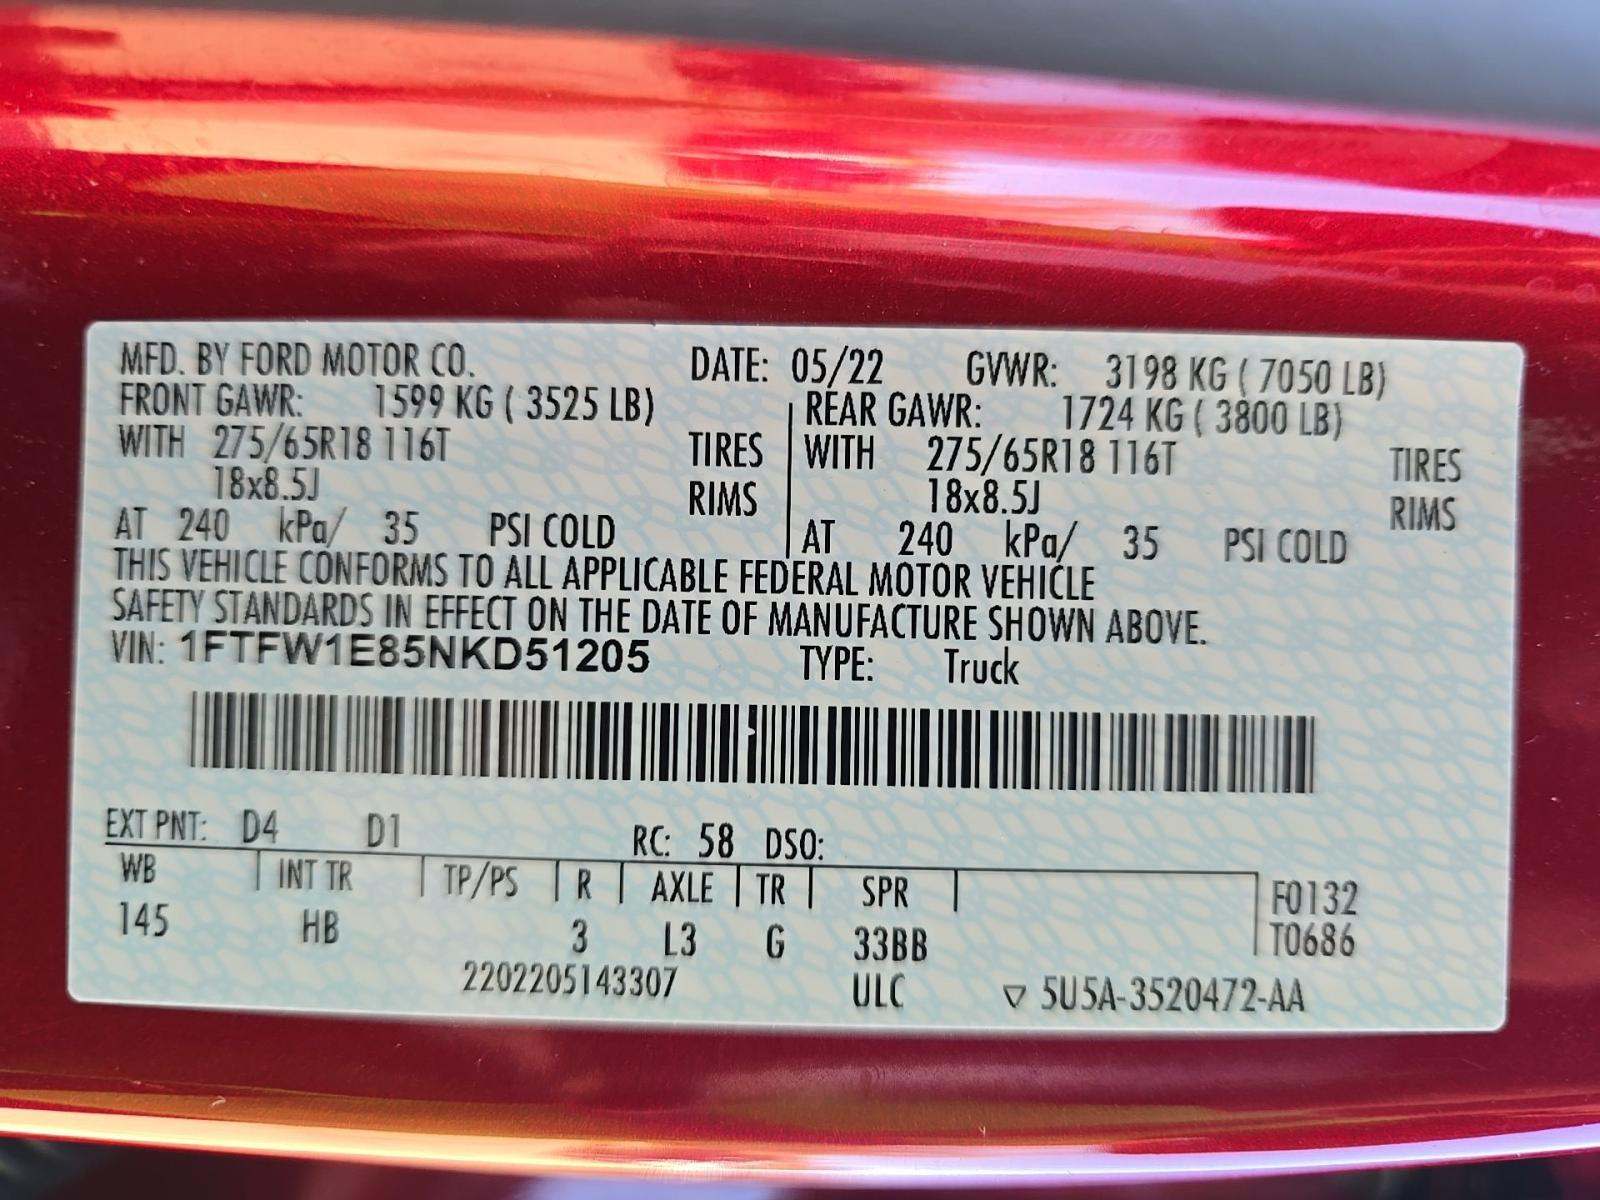 MFD. BY FORD MOTOR CO. DATE: 05/22 GVWR: 3198 KG ( 7050 LB)
FRONT GAWR: 1599 KG ( 3525 LB) REAR GAWR: 1724 KG ( 3800 LB)
WITH 275/65R18 116T TIRES WITH 275/65R18 116T TIRES
18x8.5J RIMS 18x8.5J RIMS
AT 240 kPa/ 35 PSI COLD AT 240 kPa/ 35 PSI COLD
THIS VEHICLE CONFORMS TO ALL APPLICABLE FEDERAL MOTOR VEHICLE
SAFETY STANDARDS IN EFFECT ON THE DATE OF MANUFACTURE SHOWN ABOVE.
VIN: 1FTFW1E85NKD51205 TYPE: Truck
EXT PNT: D4 D1 RC: 58 DSO:
WB INT TR TP/PS R AXLE TR SPR F0132
145 HB 3 L3 G 33BB T0686
2202205143307 ULC ▽ 5U5A-3520472-AA